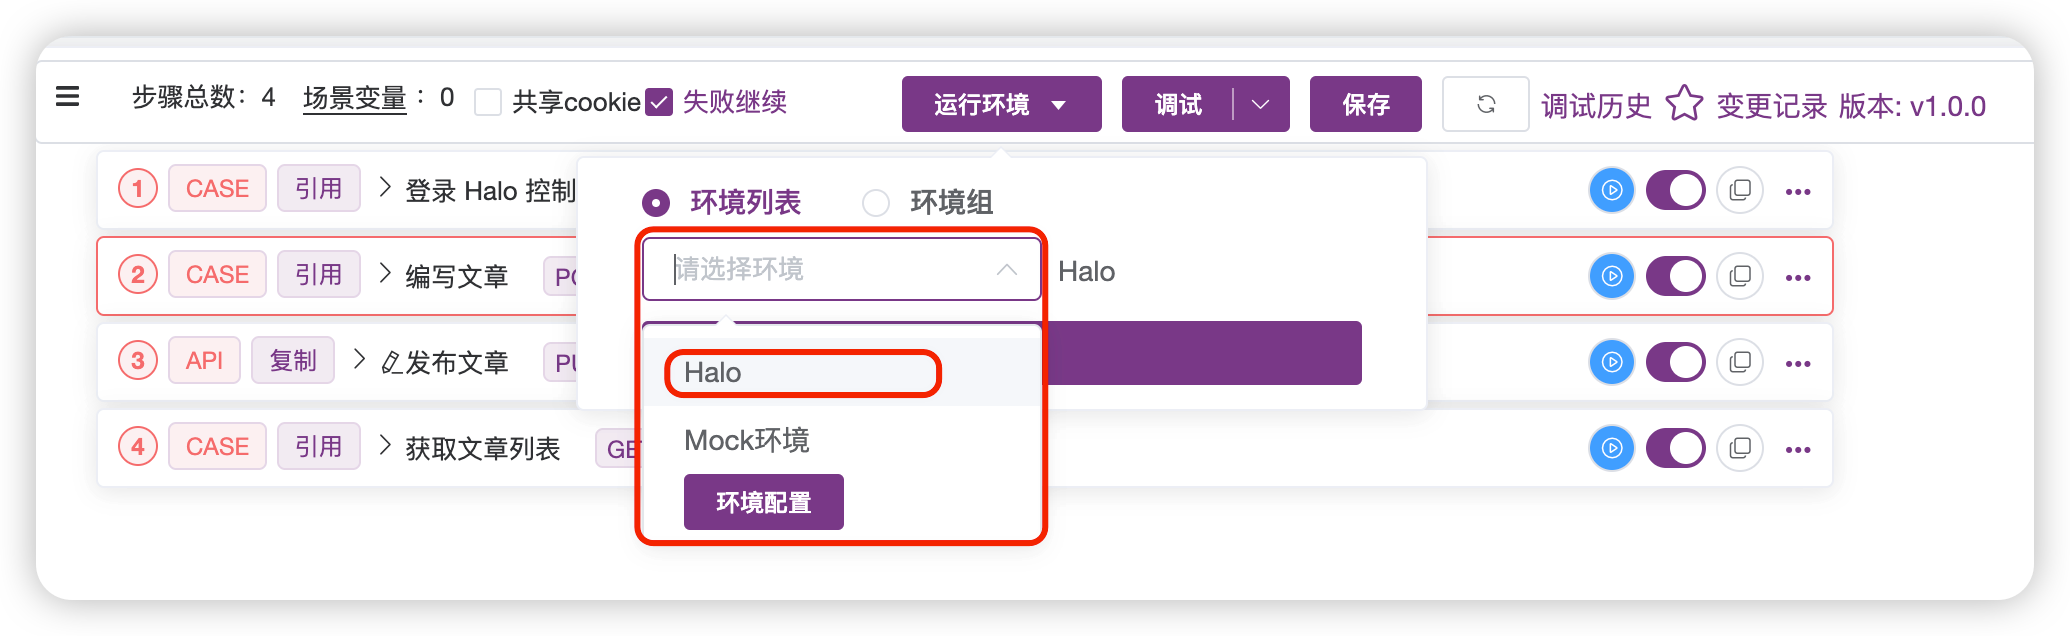 步骤总数：4 场景变量：0 共享cookie 失败继续 运行环境 调试 保存 调试历史 变更记录 版本: v1.0.0
1 CASE 引用 登录 Halo 控制
环境列表 环境组
2 CASE 引用 编写文章
请选择环境 Halo
3 API 复制 发布文章
Halo
4 CASE 引用 获取文章列表
Mock环境
环境配置